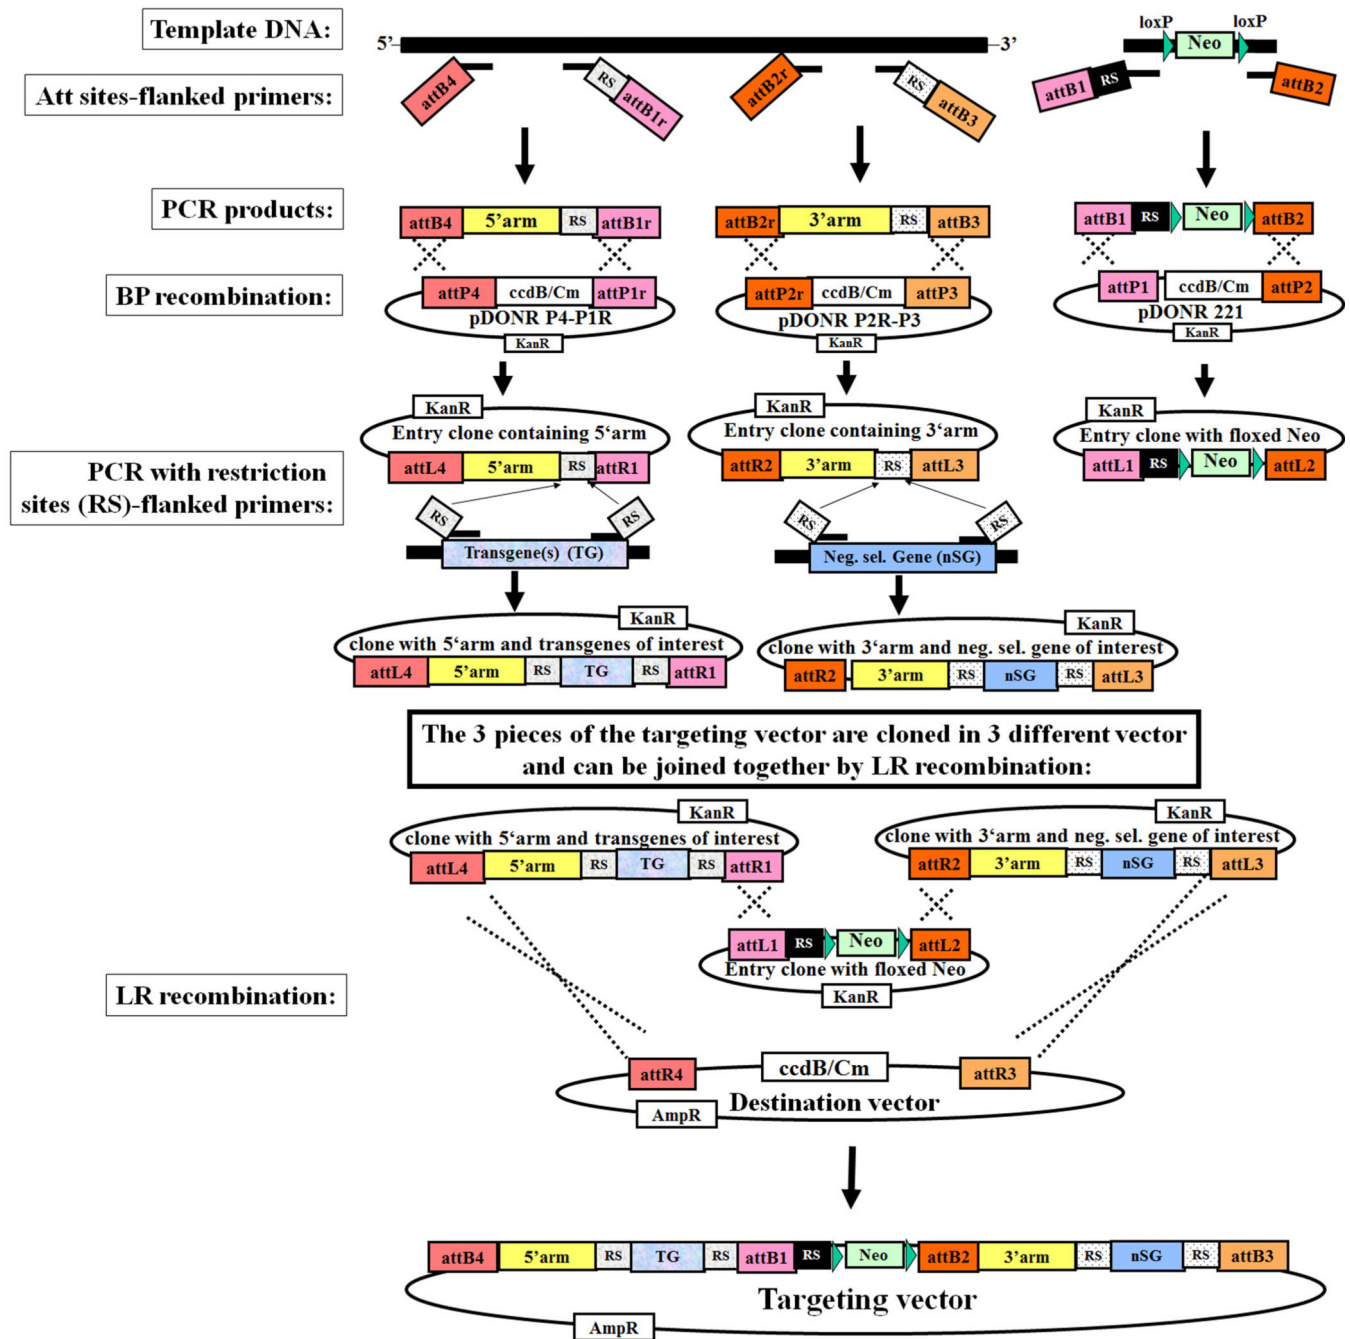 Template DNA:
5’
3’
loxP
loxP
Neo
Att sites-flanked primers:
attB4
RS
attB1r
attB2r
RS
attB3
attB1
RS
attB2
PCR products:
attB4
5’arm
RS
attB1r
attB2r
3’arm
RS
attB3
attB1
RS
Neo
attB2
BP recombination:
attP4
ccdB/Cm
attP1r
pDONR P4-P1R
KanR
attP2r
ccdB/Cm
attP3
pDONR P2R-P3
KanR
attP1
ccdB/Cm
attP2
pDONR 221
KanR
KanR
Entry clone containing 5‘arm
attL4
5’arm
RS
attR1
KanR
Entry clone containing 3‘arm
attR2
3’arm
RS
attL3
KanR
Entry clone with floxed Neo
attL1
RS
Neo
attL2
PCR with restriction
sites (RS)-flanked primers:
RS
RS
Transgene(s) (TG)
RS
RS
Neg. sel. Gene (nSG)
KanR
clone with 5‘arm and transgenes of interest
attL4
5’arm
RS
TG
RS
attR1
KanR
clone with 3‘arm and neg. sel. gene of interest
attR2
3’arm
RS
nSG
RS
attL3
The 3 pieces of the targeting vector are cloned in 3 different vector
and can be joined together by LR recombination:
KanR
clone with 5‘arm and transgenes of interest
attL4
5’arm
RS
TG
RS
attR1
KanR
clone with 3‘arm and neg. sel. gene of interest
attR2
3’arm
RS
nSG
RS
attL3
attL1
RS
Neo
attL2
Entry clone with floxed Neo
KanR
LR recombination:
attR4
ccdB/Cm
attR3
Destination vector
AmpR
attB4
5’arm
RS
TG
RS
attB1
RS
Neo
attB2
3’arm
RS
nSG
RS
attB3
Targeting vector
AmpR